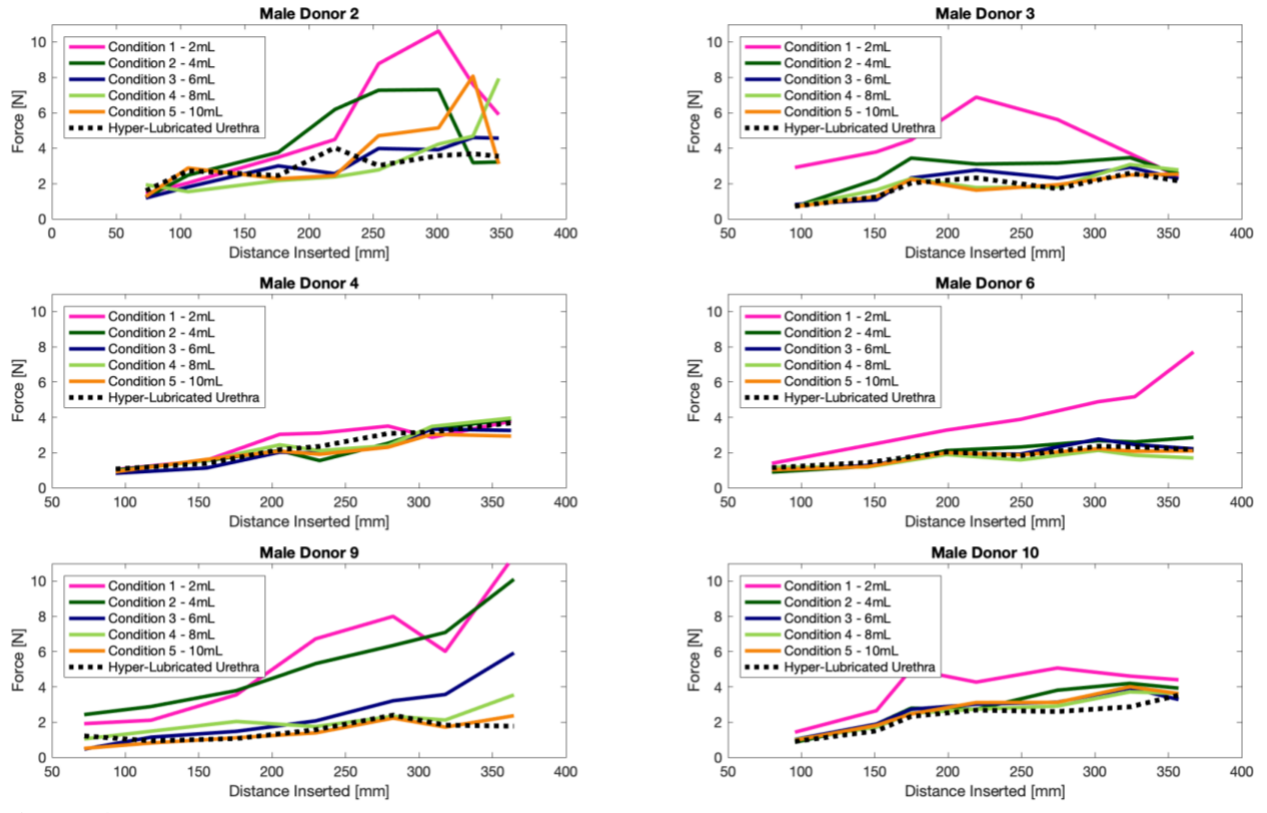 Male Donor 2
Condition 1 - 2mL
Condition 2 - 4mL
Condition 3 - 6mL
Condition 4 - 8mL
Condition 5 - 10mL
Hyper-Lubricated Urethra
Force [N]
10
8
6
4
2
0
0 50 100 150 200 250 300 350 400
Distance Inserted [mm]
Male Donor 3
Condition 1 - 2mL
Condition 2 - 4mL
Condition 3 - 6mL
Condition 4 - 8mL
Condition 5 - 10mL
Hyper-Lubricated Urethra
Force [N]
10
8
6
4
2
0
50 100 150 200 250 300 350 400
Distance Inserted [mm]
Male Donor 4
Condition 1 - 2mL
Condition 2 - 4mL
Condition 3 - 6mL
Condition 4 - 8mL
Condition 5 - 10mL
Hyper-Lubricated Urethra
Force [N]
10
8
6
4
2
0
50 100 150 200 250 300 350 400
Distance Inserted [mm]
Male Donor 6
Condition 1 - 2mL
Condition 2 - 4mL
Condition 3 - 6mL
Condition 4 - 8mL
Condition 5 - 10mL
Hyper-Lubricated Urethra
Force [N]
10
8
6
4
2
0
50 100 150 200 250 300 350 400
Distance Inserted [mm]
Male Donor 9
Condition 1 - 2mL
Condition 2 - 4mL
Condition 3 - 6mL
Condition 4 - 8mL
Condition 5 - 10mL
Hyper-Lubricated Urethra
Force [N]
10
8
6
4
2
0
50 100 150 200 250 300 350 400
Distance Inserted [mm]
Male Donor 10
Condition 1 - 2mL
Condition 2 - 4mL
Condition 3 - 6mL
Condition 4 - 8mL
Condition 5 - 10mL
Hyper-Lubricated Urethra
Force [N]
10
8
6
4
2
0
50 100 150 200 250 300 350 400
Distance Inserted [mm]